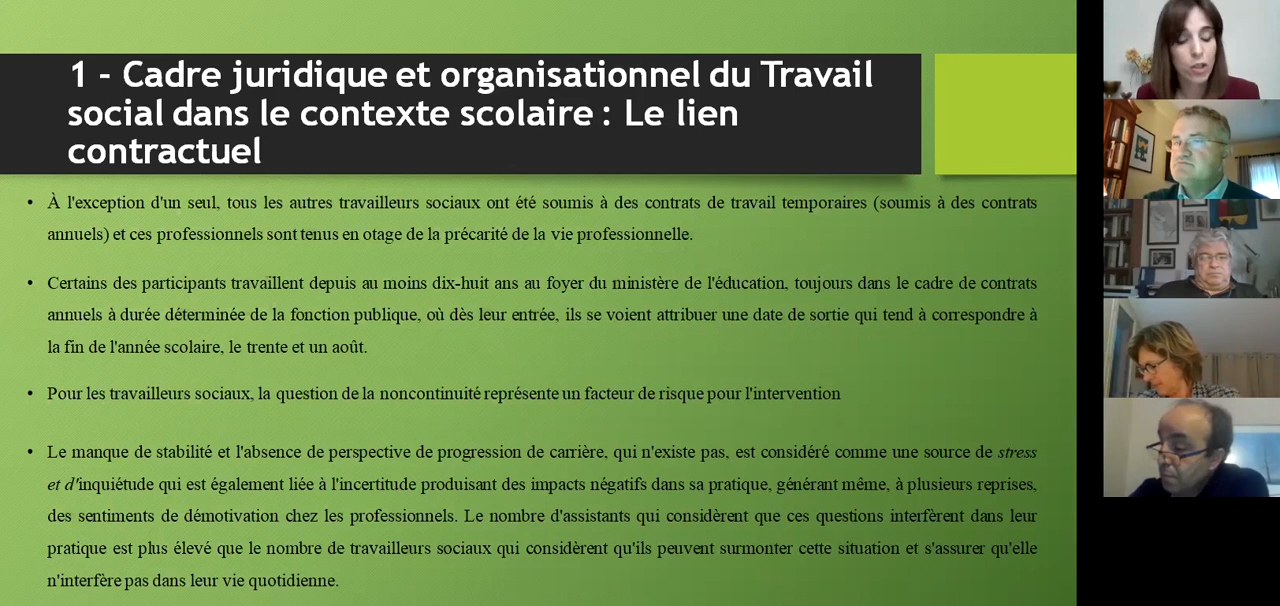 1 - Cadre juridique et organisationnel du Travail
social dans le contexte scolaire : Le lien
contractuel
• À l'exception d'un seul, tous les autres travailleurs sociaux ont été soumis à des contrats de travail temporaires (soumis à des contrats
annuels) et ces professionnels sont tenus en otage de la précarité de la vie professionnelle.
• Certains des participants travaillent depuis au moins dix-huit ans au foyer du ministère de l'éducation, toujours dans le cadre de contrats
annuels à durée déterminée de la fonction publique, où dès leur entrée, ils se voient attribuer une date de sortie qui tend à correspondre à
la fin de l'année scolaire, le trente et un août.
• Pour les travailleurs sociaux, la question de la noncontinuité représente un facteur de risque pour l'intervention
• Le manque de stabilité et l'absence de perspective de progression de carrière, qui n'existe pas, est considéré comme une source de stress
et d'inquiétude qui est également liée à l'incertitude produisant des impacts négatifs dans sa pratique, générant même, à plusieurs reprises,
des sentiments de démotivation chez les professionnels. Le nombre d'assistants qui considèrent que ces questions interfèrent dans leur
pratique est plus élevé que le nombre de travailleurs sociaux qui considèrent qu'ils peuvent surmonter cette situation et s'assurer qu'elle
n'interfère pas dans leur vie quotidienne.